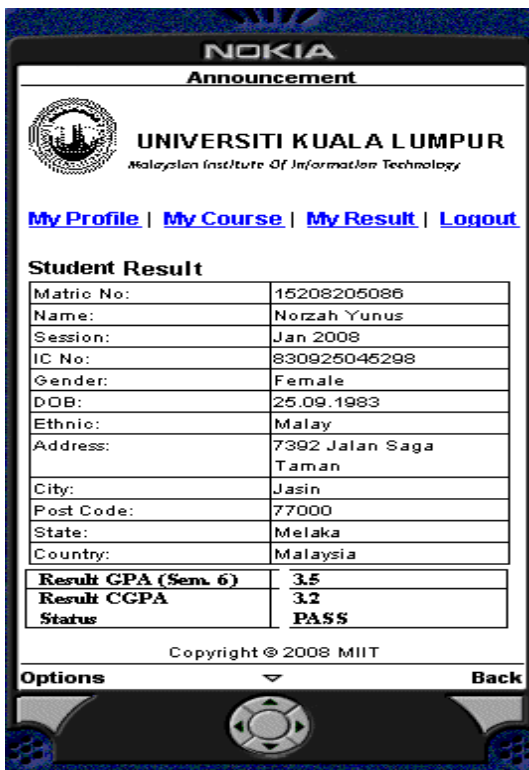 NOKIA
Announcement
UNIVERSITI KUALA LUMPUR
Malaysian Institute Of Information Technology
My Profile | My Course | My Result | Logout
Student Result
Matric No: 15208205086
Name: Norzah Yunus
Session: Jan 2008
IC No: 830925045298
Gender: Female
DOB: 25.09.1983
Ethnic: Malay
Address: 7392 Jalan Saga
Taman
City: Jasin
Post Code: 77000
State: Melaka
Country: Malaysia
Result GPA (Sem. 6) 3.5
Result CGPA 3.2
Status PASS
Copyright © 2008 MIIT
Options Back